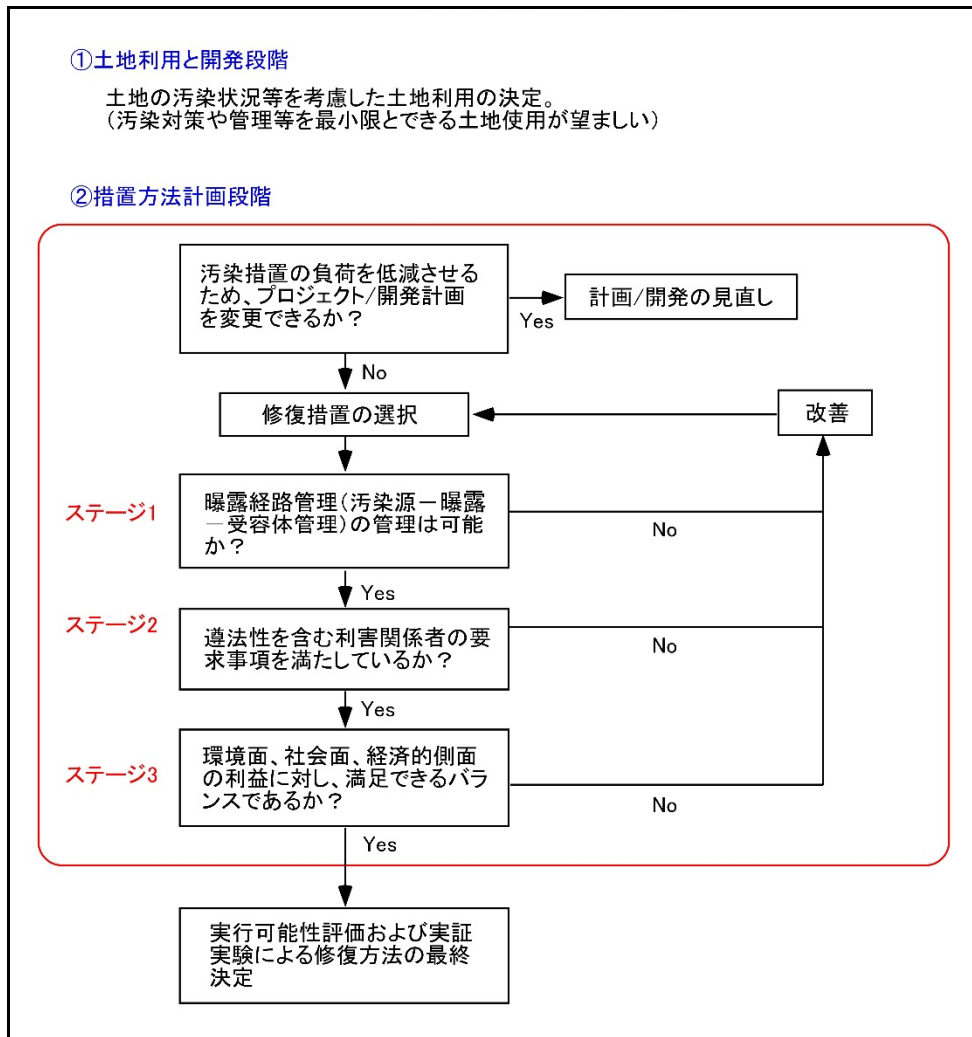 ①土地利用と開発段階
土地の汚染状況等を考慮した土地利用の決定。
（汚染対策や管理等を最小限とできる土地使用が望ましい）
②措置方法計画段階
汚染措置の負荷を低減させる
ため、プロジェクト/開発計画
を変更できるか？
Yes
計画/開発の見直し
No
修復措置の選択
改善
ステージ1
曝露経路管理（汚染源－曝露
－受容体管理）の管理は可能
か？
No
Yes
ステージ2
遵法性を含む利害関係者の要
求事項を満たしているか？
No
Yes
ステージ3
環境面、社会面、経済的側面
の利益に対し、満足できるバラ
ンスであるか？
No
Yes
実行可能性評価および実証
実験による修復方法の最終
決定